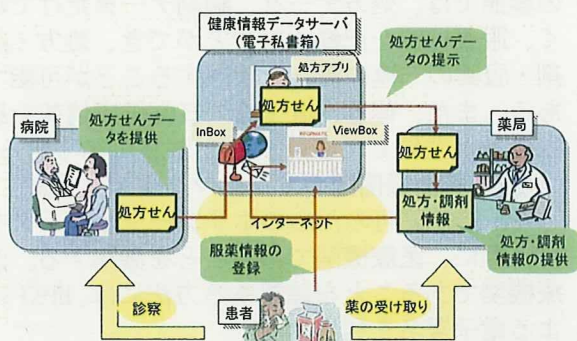 健康情報データサーバ
(電子私書箱)
処方アプリ
処方せんデー
タの提示
処方せん
病院
処方せんデータ
を提供
InBox
ViewBox
薬局
処方せん
処方せん
処方・調剤
情報
インターネット
服薬情報の
登録
処方・調剤
情報の提供
診察
患者
薬の受け取り